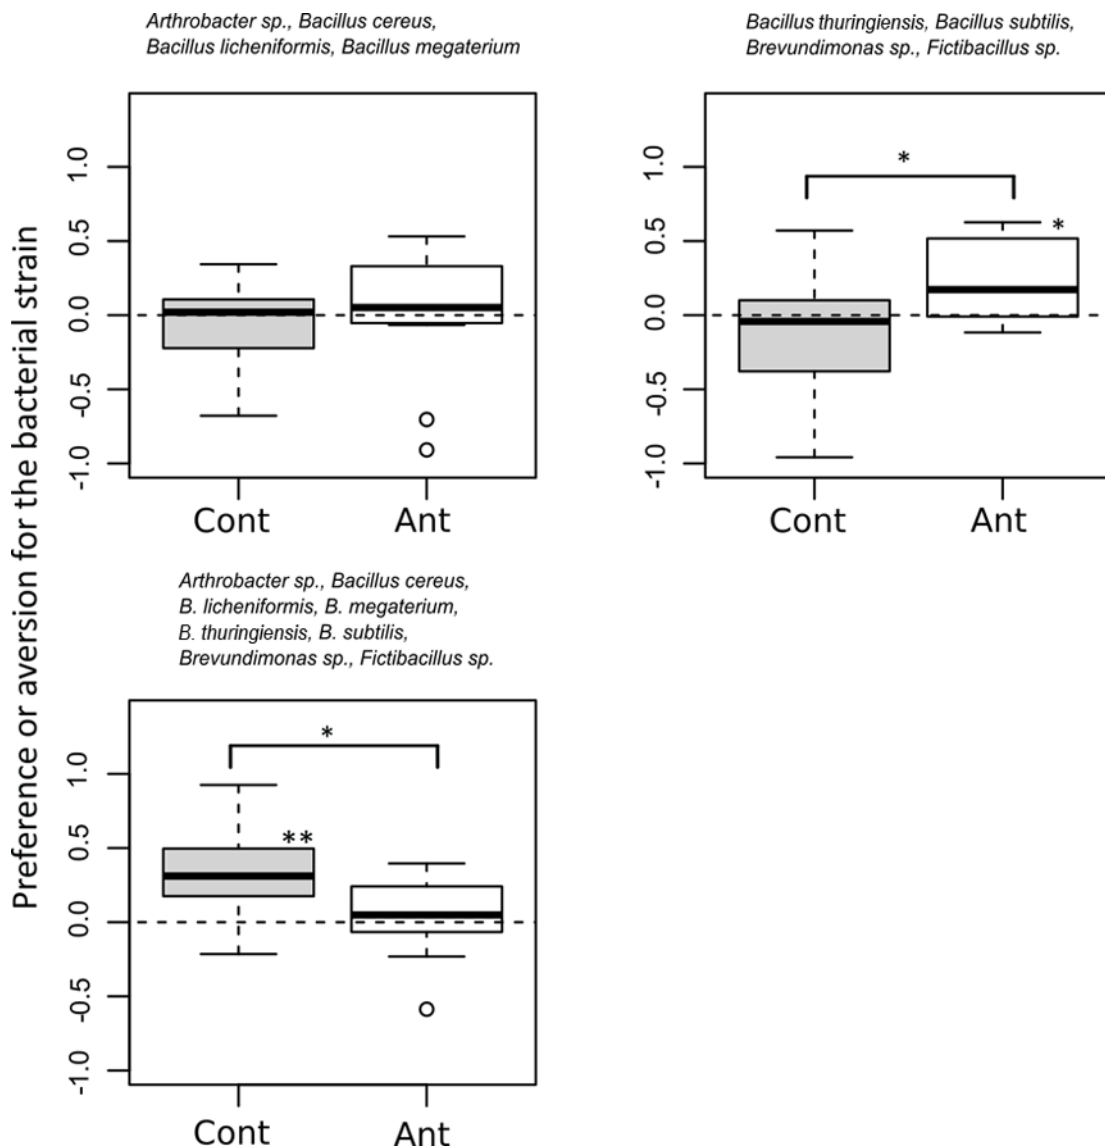 Arthrobacter sp., Bacillus cereus,
Bacillus licheniformis, Bacillus megaterium
Bacillus thuringiensis, Bacillus subtilis,
Brevundimonas sp., Fictibacillus sp.
Preference or aversion for the bacterial strain
1.0
0.5
0.0
-0.5
-1.0
Cont Ant
1.0
0.5
0.0
-0.5
-1.0
*
*
Cont Ant
Arthrobacter sp., Bacillus cereus,
B. licheniformis, B. megaterium,
B. thuringiensis, B. subtilis,
Brevundimonas sp., Fictibacillus sp.
1.0
0.5
0.0
-0.5
-1.0
*
**
Cont Ant